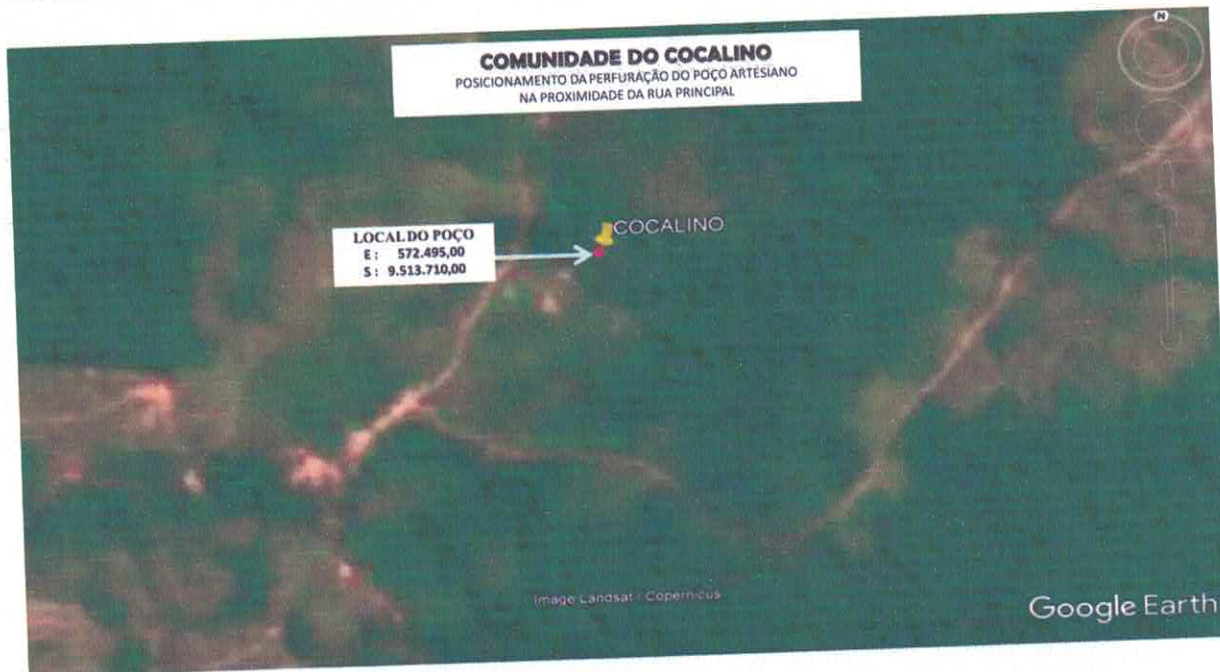 N
COMUNIDADE DO COCALINO
POSICIONAMENTO DA PERFURAÇÃO DO POÇO ARTESIANO
NA PROXIMIDADE DA RUA PRINCIPAL
COCALINO
LOCAL DO POÇO
E : 572.495,00
S : 9.513.710,00
Image Landsat / Copernicus
Google Earth